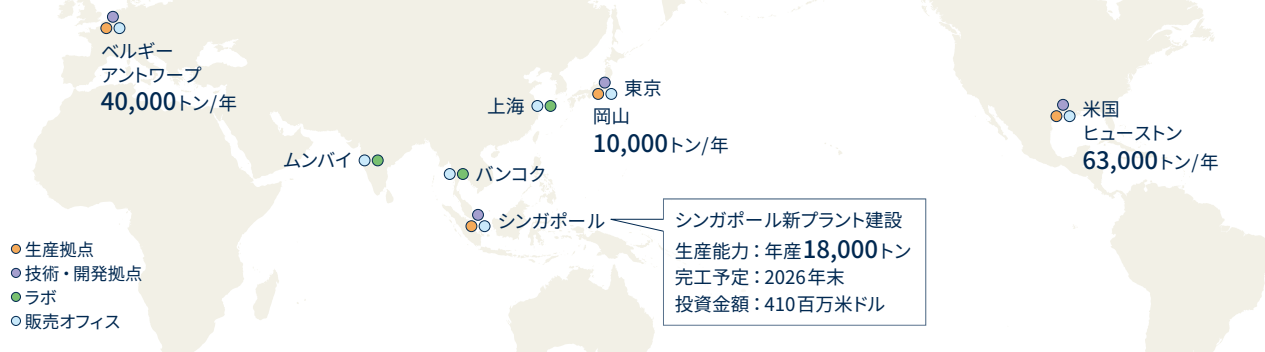 ベルギー
アントワープ
40,000トン/年
上海
東京
岡山
10,000トン/年
米国
ヒューストン
63,000トン/年
ムンバイ
バンコク
シンガポール
シンガポール新プラント建設
生産能力：年産18,000トン
完工予定：2026年末
投資金額：410百万米ドル
生産拠点
技術・開発拠点
ラボ
販売オフィス